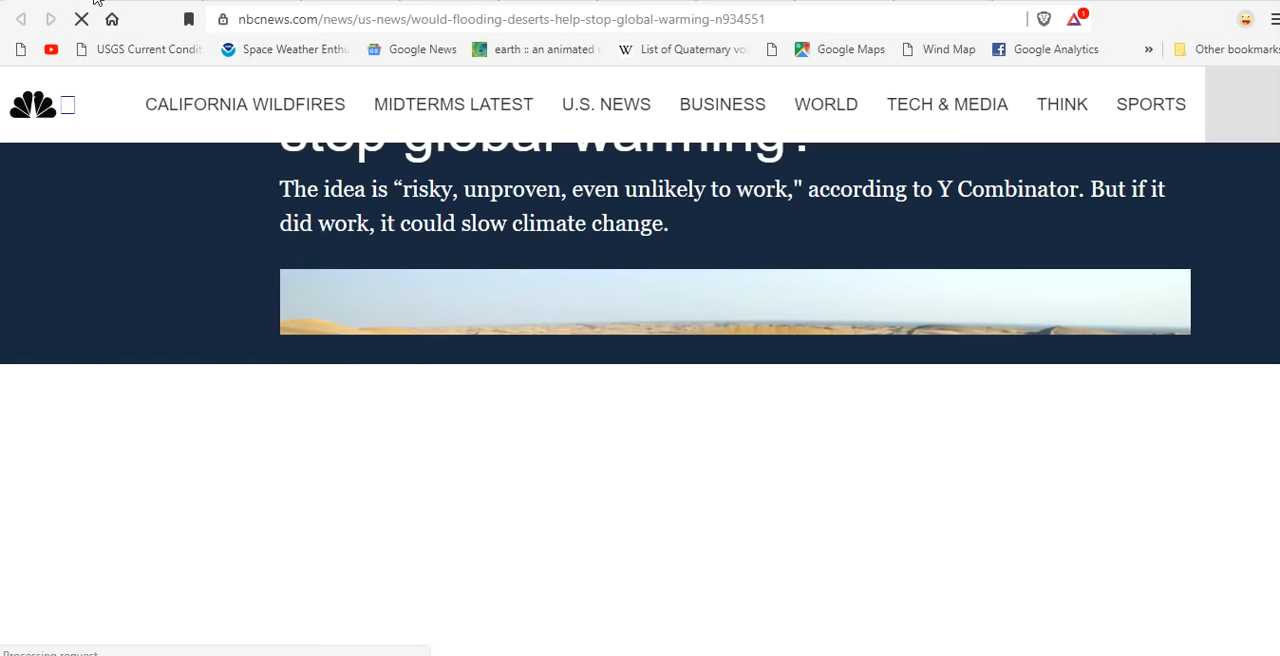 nbcnews.com/news/us-news/would-flooding-deserts-help-stop-global-warming-n934551
1
USGS Current Condit
Space Weather Enthu
Google News
earth :: an animated
List of Quaternary vo
Google Maps
Wind Map
Google Analytics
»
Other bookmarks
CALIFORNIA WILDFIRES MIDTERMS LATEST U.S. NEWS BUSINESS WORLD TECH & MEDIA THINK SPORTS
stop global warming?
The idea is “risky, unproven, even unlikely to work," according to Y Combinator. But if it
did work, it could slow climate change.
Processing request